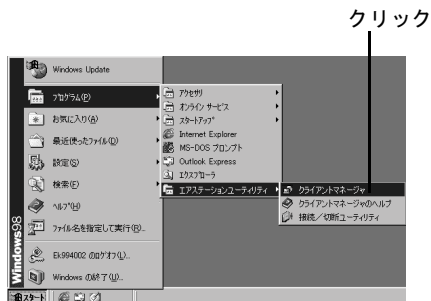 クリック
Windows Update
プログラム(P)
お気に入り(A)
最近使ったファイル(D)
設定(S)
検索(F)
ヘルプ(H)
ファイル名を指定して実行(R)...
Ek994002 のログオフ(L)...
Windows の終了(U)...
Windows98
スタート
アクセサリ
オンライン サービス
スタートアップ
Internet Explorer
MS-DOS プロンプト
Outlook Express
エクスプローラ
エアステーションユーティリティ
クライアントマネージャ
クライアントマネージャのヘルプ
接続/切断ユーティリティ